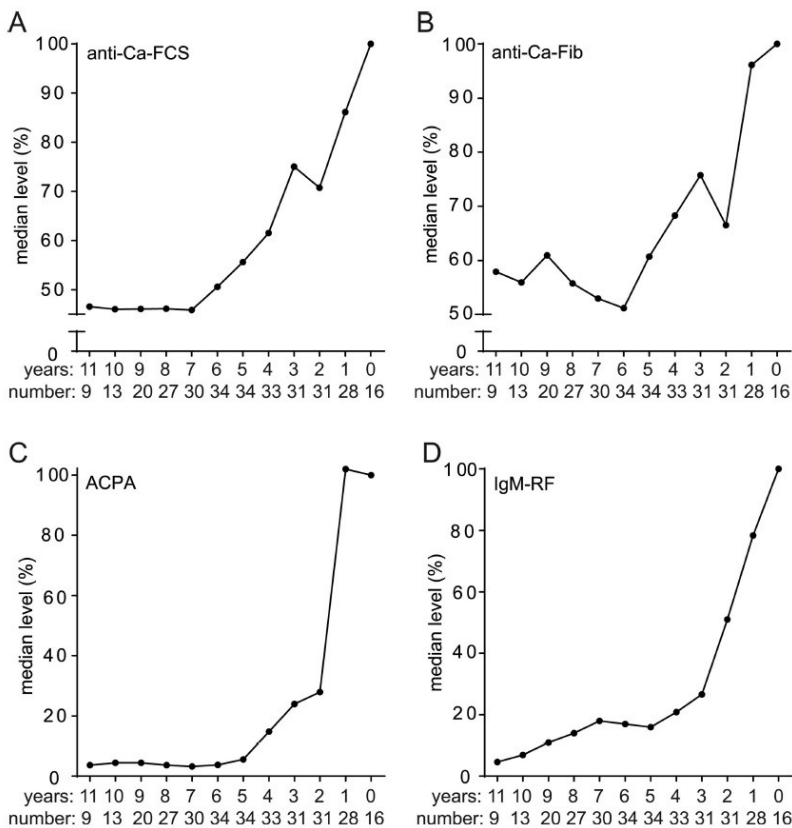 A
anti-Ca-FCS
median level (%)
100
90
80
70
60
50
0
years: 11 10 9 8 7 6 5 4 3 2 1 0
number: 9 13 20 27 30 34 34 33 31 31 28 16
B
anti-Ca-Fib
median level (%)
100
90
80
70
60
50
0
years: 11 10 9 8 7 6 5 4 3 2 1 0
number: 9 13 20 27 30 34 34 33 31 31 28 16
C
ACPA
median level (%)
100
80
60
40
20
0
years: 11 10 9 8 7 6 5 4 3 2 1 0
number: 9 13 20 27 30 34 34 33 31 31 28 16
D
IgM-RF
median level (%)
100
80
60
40
20
0
years: 11 10 9 8 7 6 5 4 3 2 1 0
number: 9 13 20 27 30 34 34 33 31 31 28 16